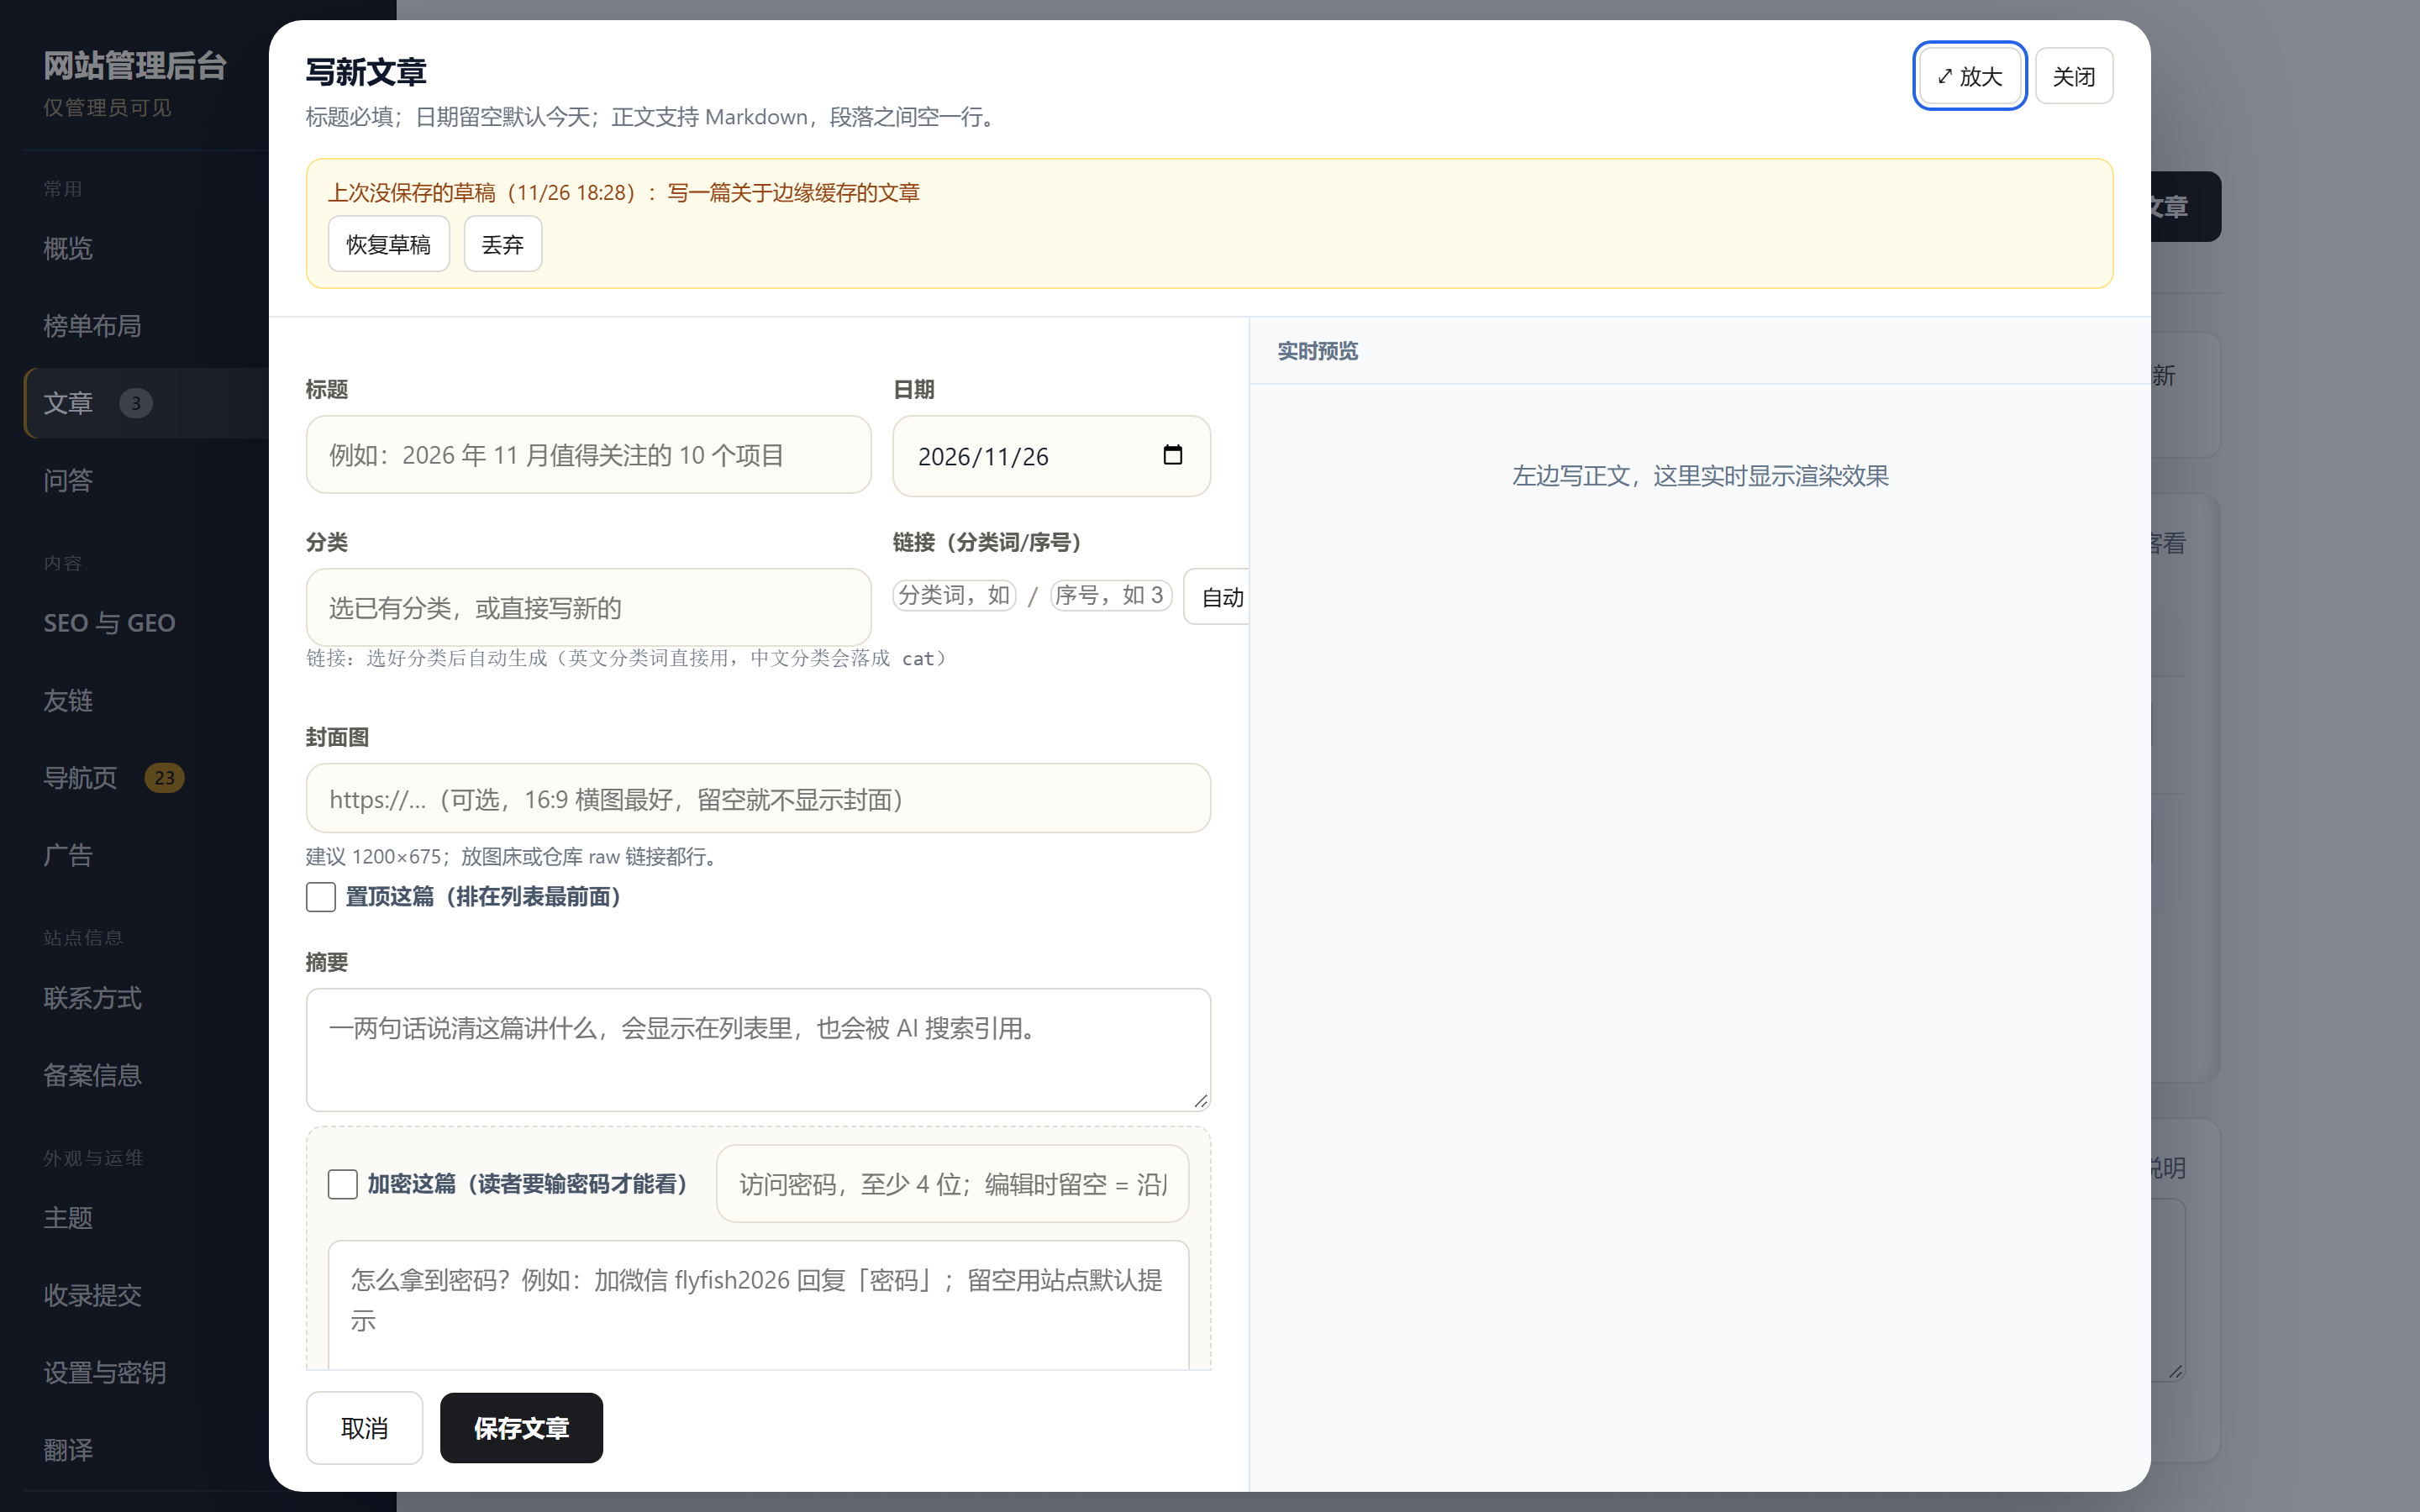 网站管理后台
仅管理员可见
常用
概览
榜单布局
文章 3
问答
内容
SEO 与 GEO
友链
导航页 23
广告
站点信息
联系方式
备案信息
外观与运维
主题
收录提交
设置与密钥
翻译
写新文章
标题必填；日期留空默认今天；正文支持 Markdown，段落之间空一行。
⤢ 放大
关闭
上次没保存的草稿（11/26 18:28）：写一篇关于边缘缓存的文章
恢复草稿
丢弃
标题
例如：2026 年 11 月值得关注的 10 个项目
日期
2026/11/26
分类
选已有分类，或直接写新的
链接（分类词/序号）
分类词，如 / 序号，如 3 自动
链接：选好分类后自动生成（英文分类词直接用，中文分类会落成 cat）
封面图
https://...（可选，16:9 横图最好，留空就不显示封面）
建议 1200×675；放图床或仓库 raw 链接都行。
置顶这篇（排在列表最前面）
摘要
一两句话说清这篇讲什么，会显示在列表里，也会被 AI 搜索引用。
加密这篇（读者要输密码才能看）
访问密码，至少 4 位；编辑时留空 = 沿
怎么拿到密码？例如：加微信 flyfish2026 回复「密码」；留空用站点默认提
示
取消
保存文章
实时预览
左边写正文，这里实时显示渲染效果
文章
新
客看
说明